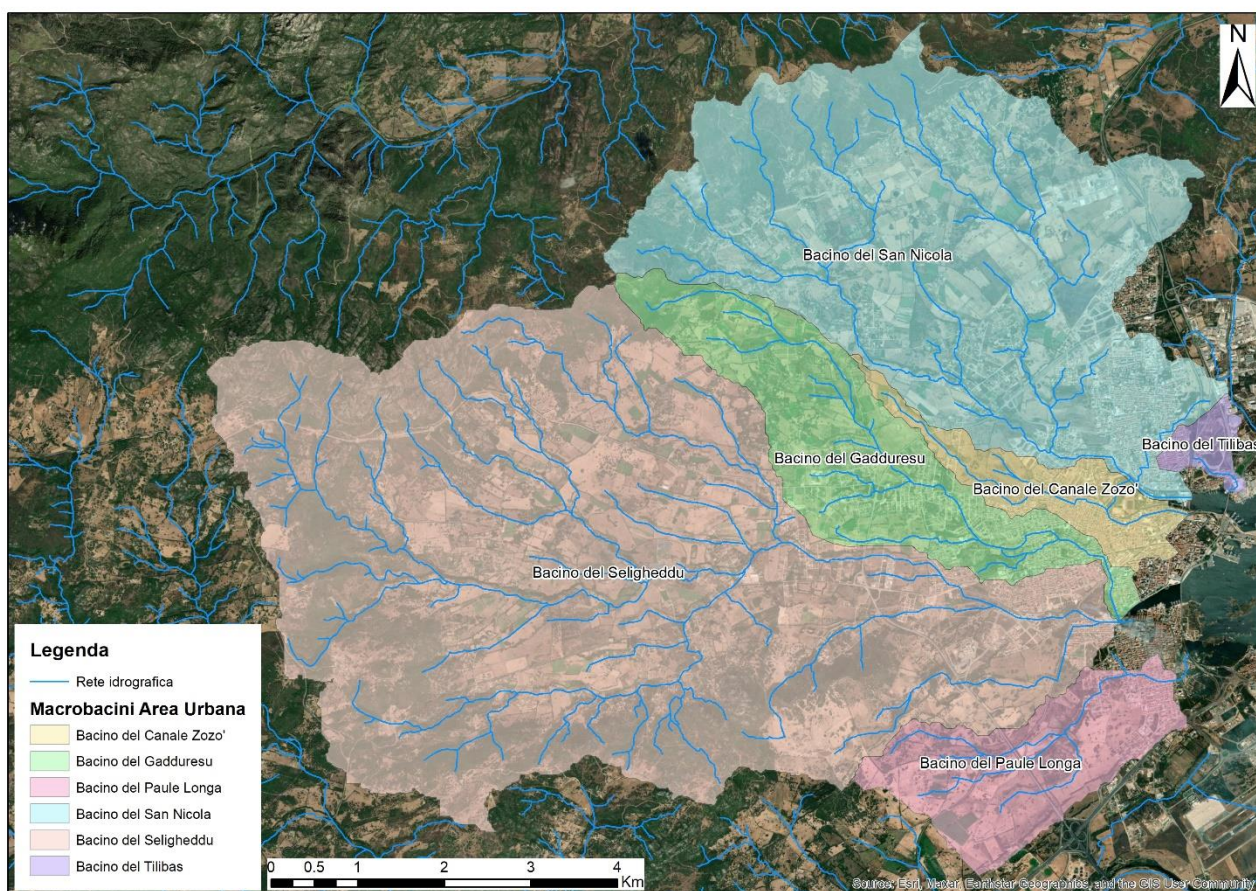 N
Bacino del San Nicola
Bacino del Tilibas
Bacino del Gadduresu
Bacino del Canale Zozo'
Bacino del Seligheddu
Bacino del Paule Longa
Legenda
Rete idrografica
Macrobacini Area Urbana
Bacino del Canale Zozo'
Bacino del Gadduresu
Bacino del Paule Longa
Bacino del San Nicola
Bacino del Seligheddu
Bacino del Tilibas
0 0.5 1 2 3 4
Km
Source: Esri, Maxar, Earthstar Geographics, and the GIS User Community